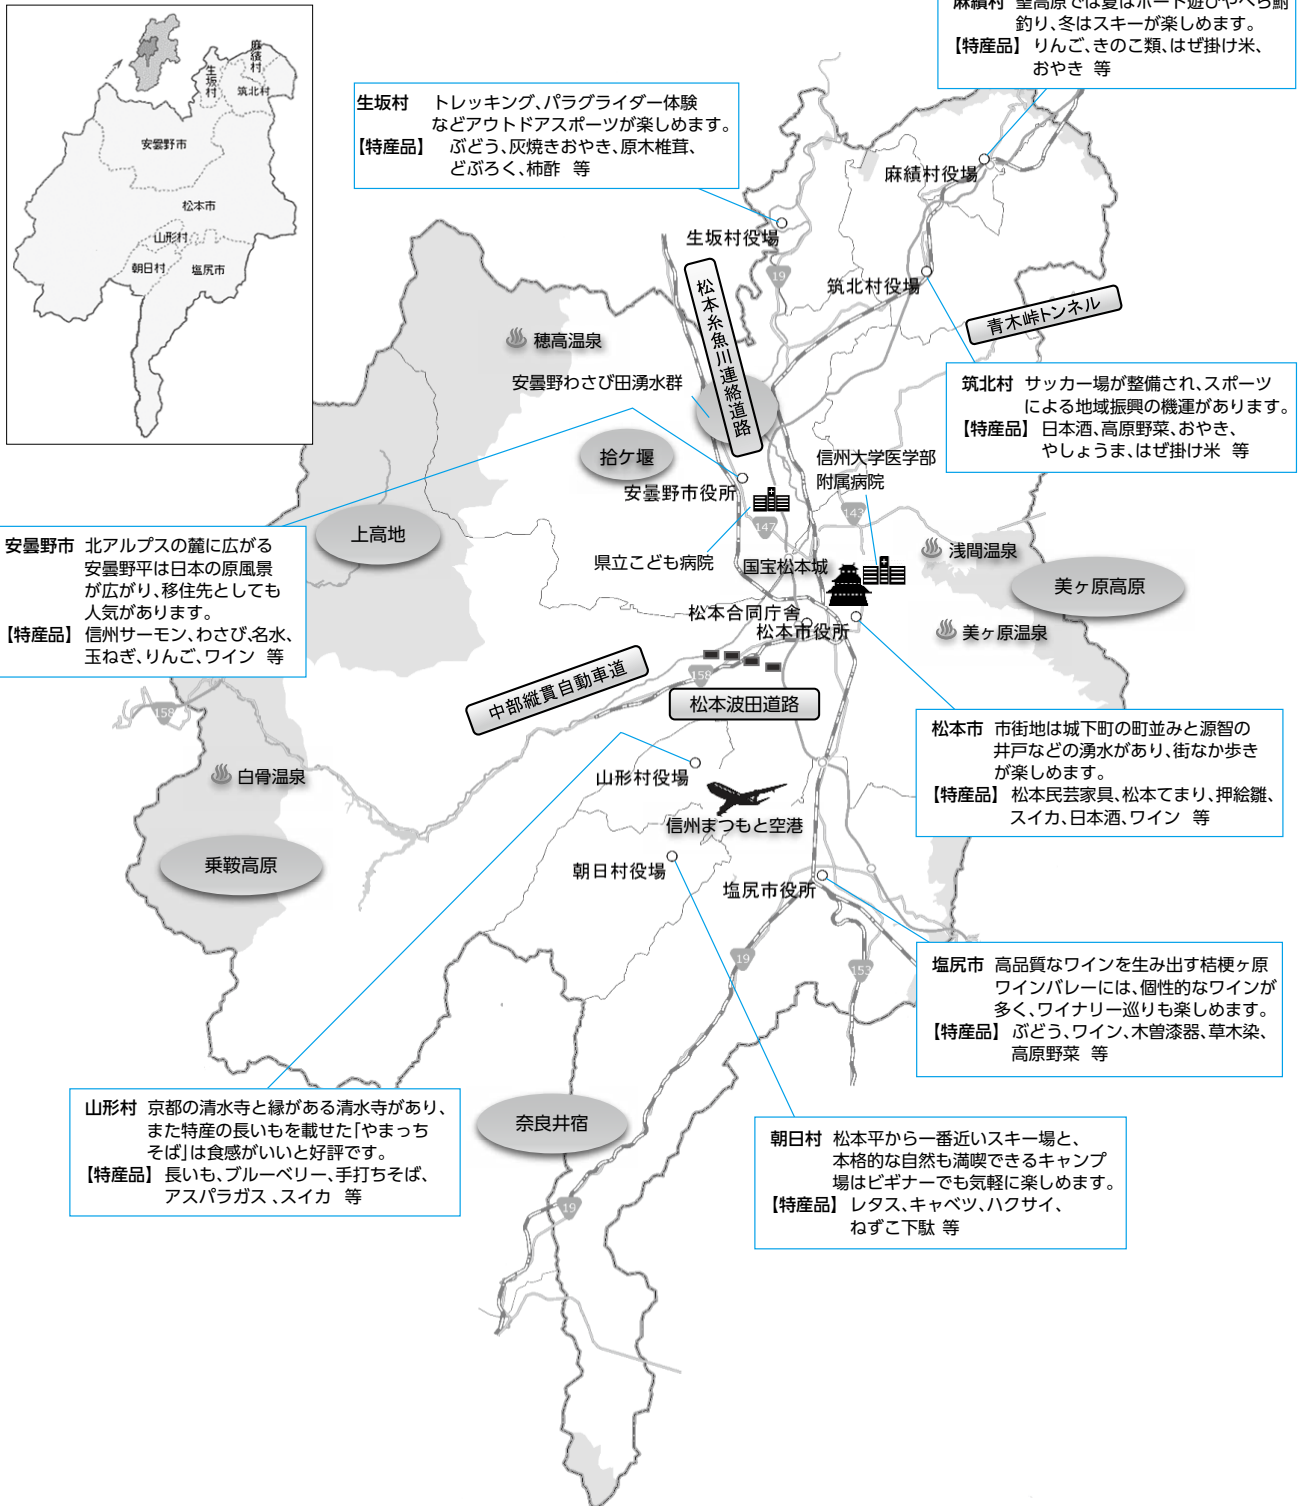 麻績村 聖高原では夏はボート遊びやへら鮒
釣り、冬はスキーが楽しめます。
【特産品】 りんご、きのこ類、はぜ掛け米、
おやき 等
生坂村
麻績村
筑北村
安曇野市
松本市
山形村
朝日村
塩尻市
生坂村 トレッキング、パラグライダー体験
などアウトドアスポーツが楽しめます。
【特産品】 ぶどう、灰焼きおやき、原木椎茸、
どぶろく、柿酢 等
麻績村役場
生坂村役場
19
筑北村役場
松本糸魚川連絡道路
青木峠トンネル
穂高温泉
安曇野わさび田湧水群
筑北村 サッカー場が整備され、スポーツ
による地域振興の機運があります。
【特産品】 日本酒、高原野菜、おやき、
やしょうま、はぜ掛け米 等
拾ケ堰
信州大学医学部
附属病院
安曇野市役所
147
143
上高地
安曇野市 北アルプスの麓に広がる
安曇野平は日本の原風景
が広がり、移住先としても
人気があります。
【特産品】 信州サーモン、わさび、名水、
玉ねぎ、りんご、ワイン 等
県立こども病院
国宝松本城
浅間温泉
美ヶ原高原
松本合同庁舎
松本市役所
美ヶ原温泉
中部縦貫自動車道
158
松本波田道路
158
松本市 市街地は城下町の町並みと源智の
井戸などの湧水があり、街なか歩き
が楽しめます。
【特産品】 松本民芸家具、松本てまり、押絵雛、
スイカ、日本酒、ワイン 等
白骨温泉
山形村役場
信州まつもと空港
乗鞍高原
朝日村役場
塩尻市役所
19
153
塩尻市 高品質なワインを生み出す桔梗ヶ原
ワインバレーには、個性的なワインが
多く、ワイナリー巡りも楽しめます。
【特産品】 ぶどう、ワイン、木曽漆器、草木染、
高原野菜 等
山形村 京都の清水寺と縁がある清水寺があり、
また特産の長いもを載せた「やまっち
そば」は食感がいいと好評です。
【特産品】 長いも、ブルーベリー、手打ちそば、
アスパラガス、スイカ 等
奈良井宿
朝日村 松本平から一番近いスキー場と、
本格的な自然も満喫できるキャンプ
場はビギナーでも気軽に楽しめます。
【特産品】 レタス、キャベツ、ハクサイ、
ねずこ下駄 等
19